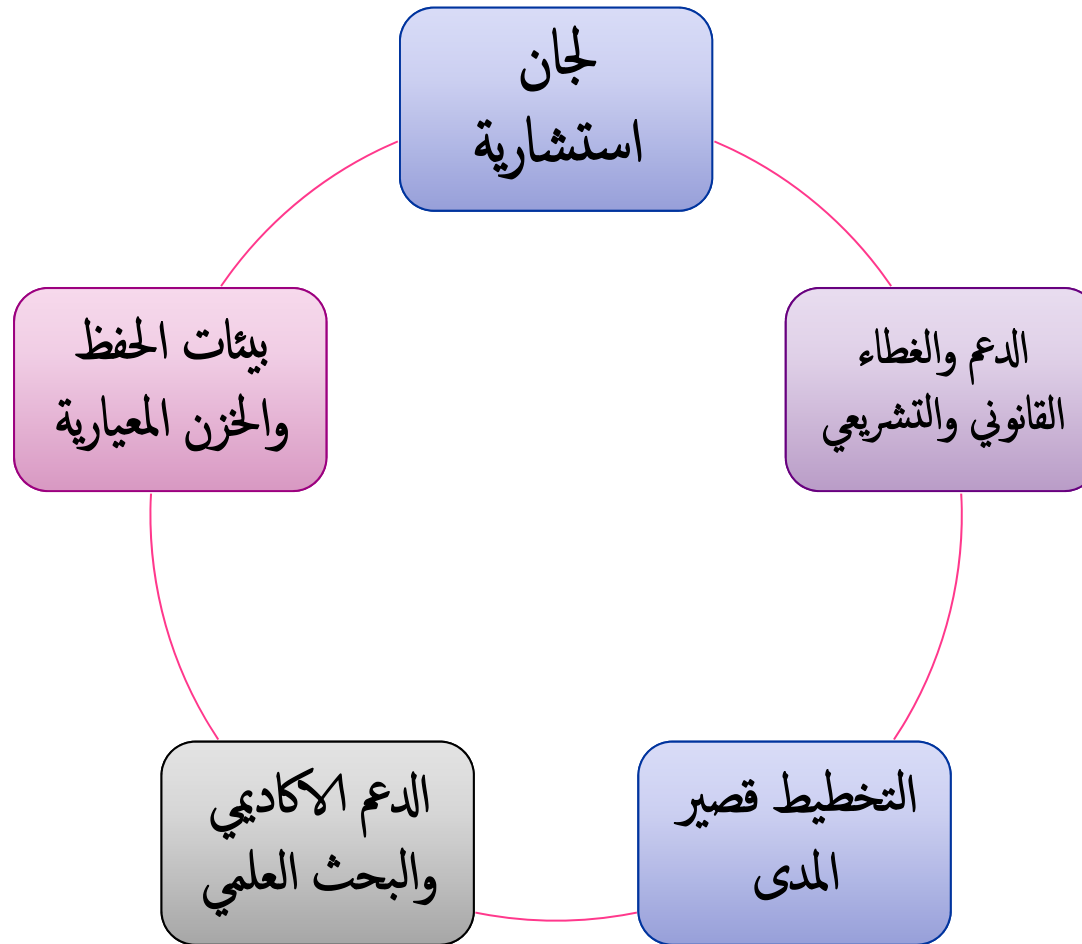 لجان
استشارية
الدعم والغطاء
القانوني والتشريعي
التخطيط قصير
المدى
الدعم الاكاديمي
والبحث العلمي
بيئات الحفظ
والخزن المعيارية